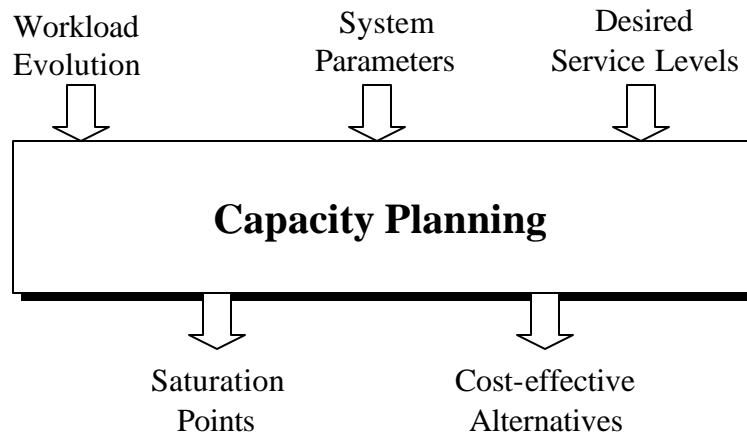 Workload
Evolution
System
Parameters
Desired
Service Levels
Capacity Planning
Saturation
Points
Cost-effective
Alternatives